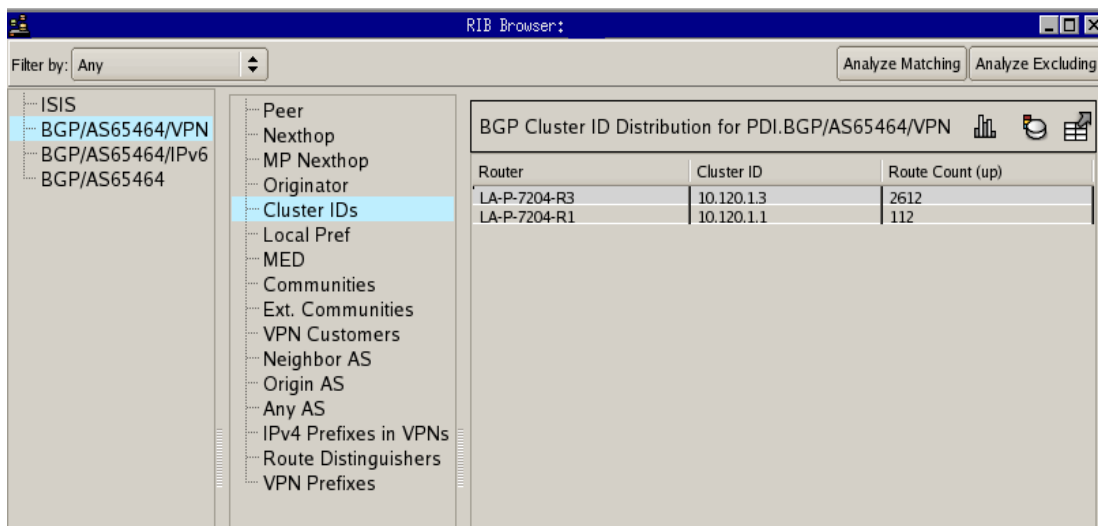 RIB Browser:
Filter by: Any
Analyze Matching
Analyze Excluding
ISIS
BGP/AS65464/VPN
BGP/AS65464/IPv6
BGP/AS65464
Peer
Nexthop
MP Nexthop
Originator
Cluster IDs
Local Pref
MED
Communities
Ext. Communities
VPN Customers
Neighbor AS
Origin AS
Any AS
IPv4 Prefixes in VPNs
Route Distinguishers
VPN Prefixes
BGP Cluster ID Distribution for PDI.BGP/AS65464/VPN
Router Cluster ID Route Count (up)
LA-P-7204-R3 10.120.1.3 2612
LA-P-7204-R1 10.120.1.1 112